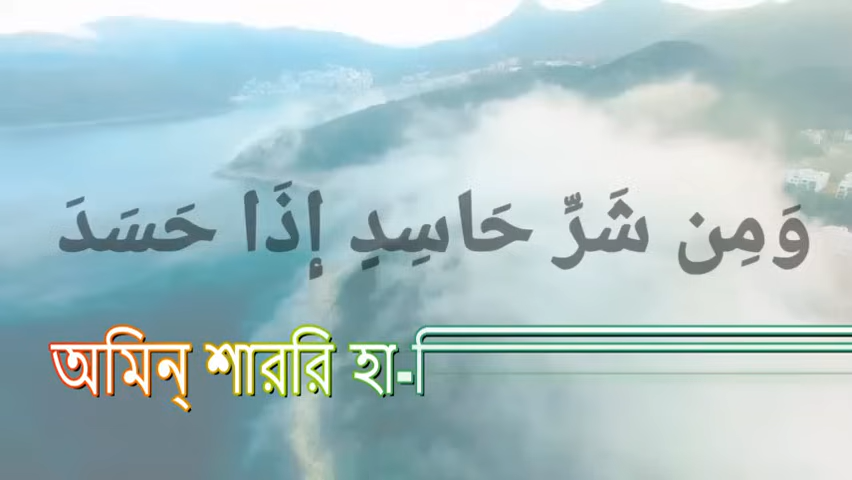 وَمِن شَرِّ حَاسِدٍ إِذَا حَسَدَ
অমিন্ শাররি হা-